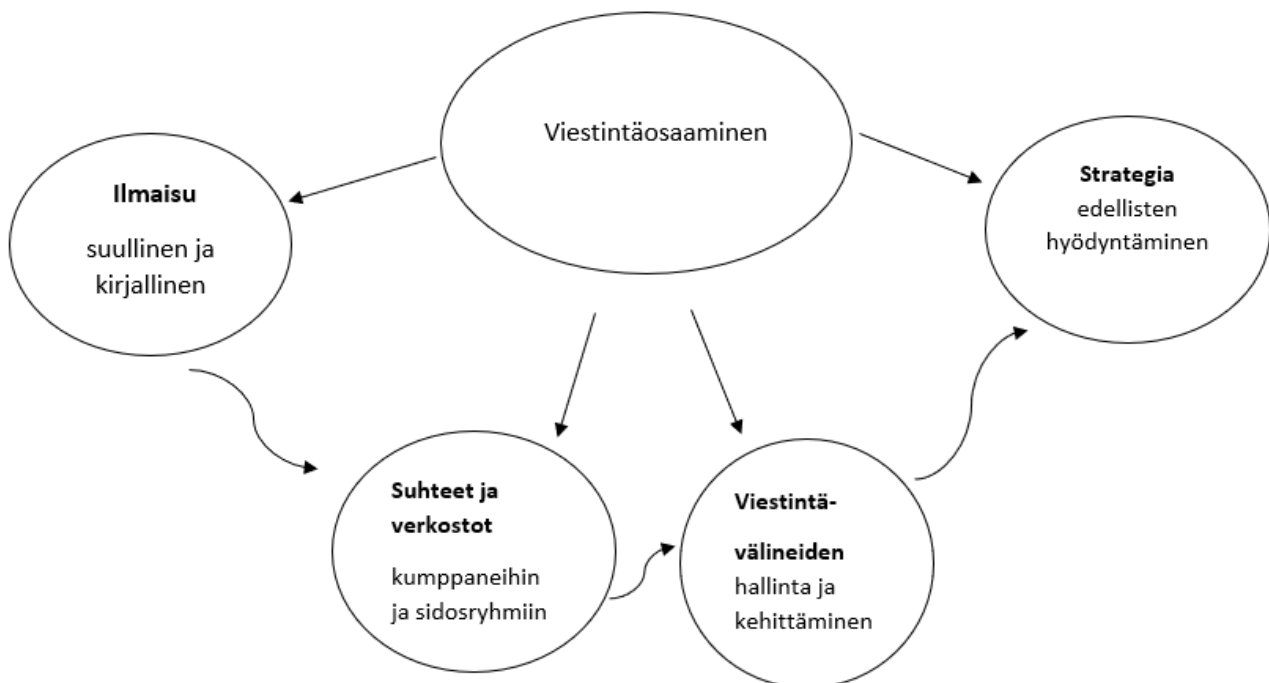 Viestintäosaaminen
Ilmaisu
suullinen ja
kirjallinen
Suhteet ja
verkostot
kumppaneihin
ja sidosryhmiin
Viestintä-
välineiden
hallinta ja
kehittäminen
Strategia
edellisten
hyödyntäminen